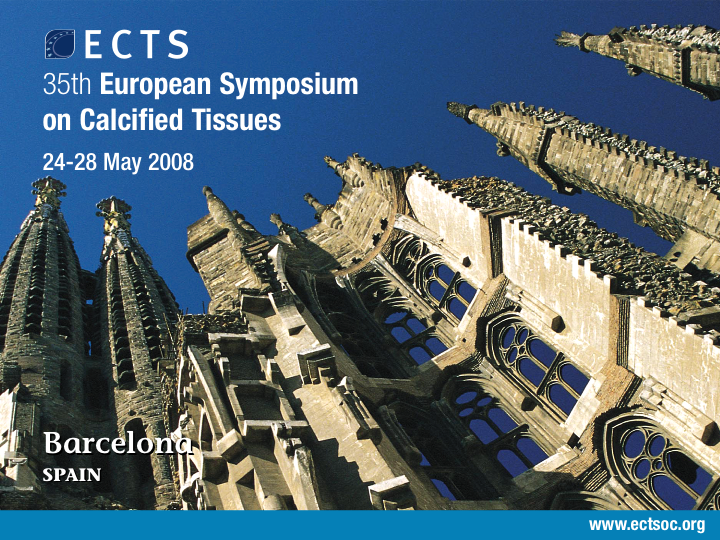 ECTS
35th European Symposium
on Calcified Tissues
24-28 May 2008
Barcelona
SPAIN
www.ectsoc.org